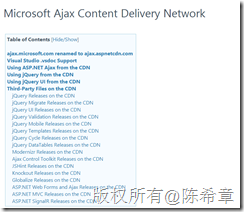 Microsoft Ajax Content Delivery Network
Table of Contents [Hide/Show]
ajax.microsoft.com renamed to ajax.aspnetcdn.com
Visual Studio .vsdoc Support
Using ASP.NET Ajax from the CDN
Using jQuery from the CDN
Using jQuery UI from the CDN
Third-Party Files on the CDN
jQuery Releases on the CDN
jQuery Migrate Releases on the CDN
jQuery UI Releases on the CDN
jQuery Validation Releases on the CDN
jQuery Mobile Releases on the CDN
jQuery Templates Releases on the CDN
jQuery Cycle Releases on the CDN
jQuery DataTables Releases on the CDN
Modernizr Releases on the CDN
Ajax Control Toolkit Releases on the CDN
JSHint Releases on the CDN
Knockout Releases on the CDN
Globalize Releases on the CDN
ASP.NET Web Forms and Ajax Releases on the CDN
ASP.NET MVC Releases on the CDN
ASP.NET SignalR Releases on the CDN
版权所有@陈希章